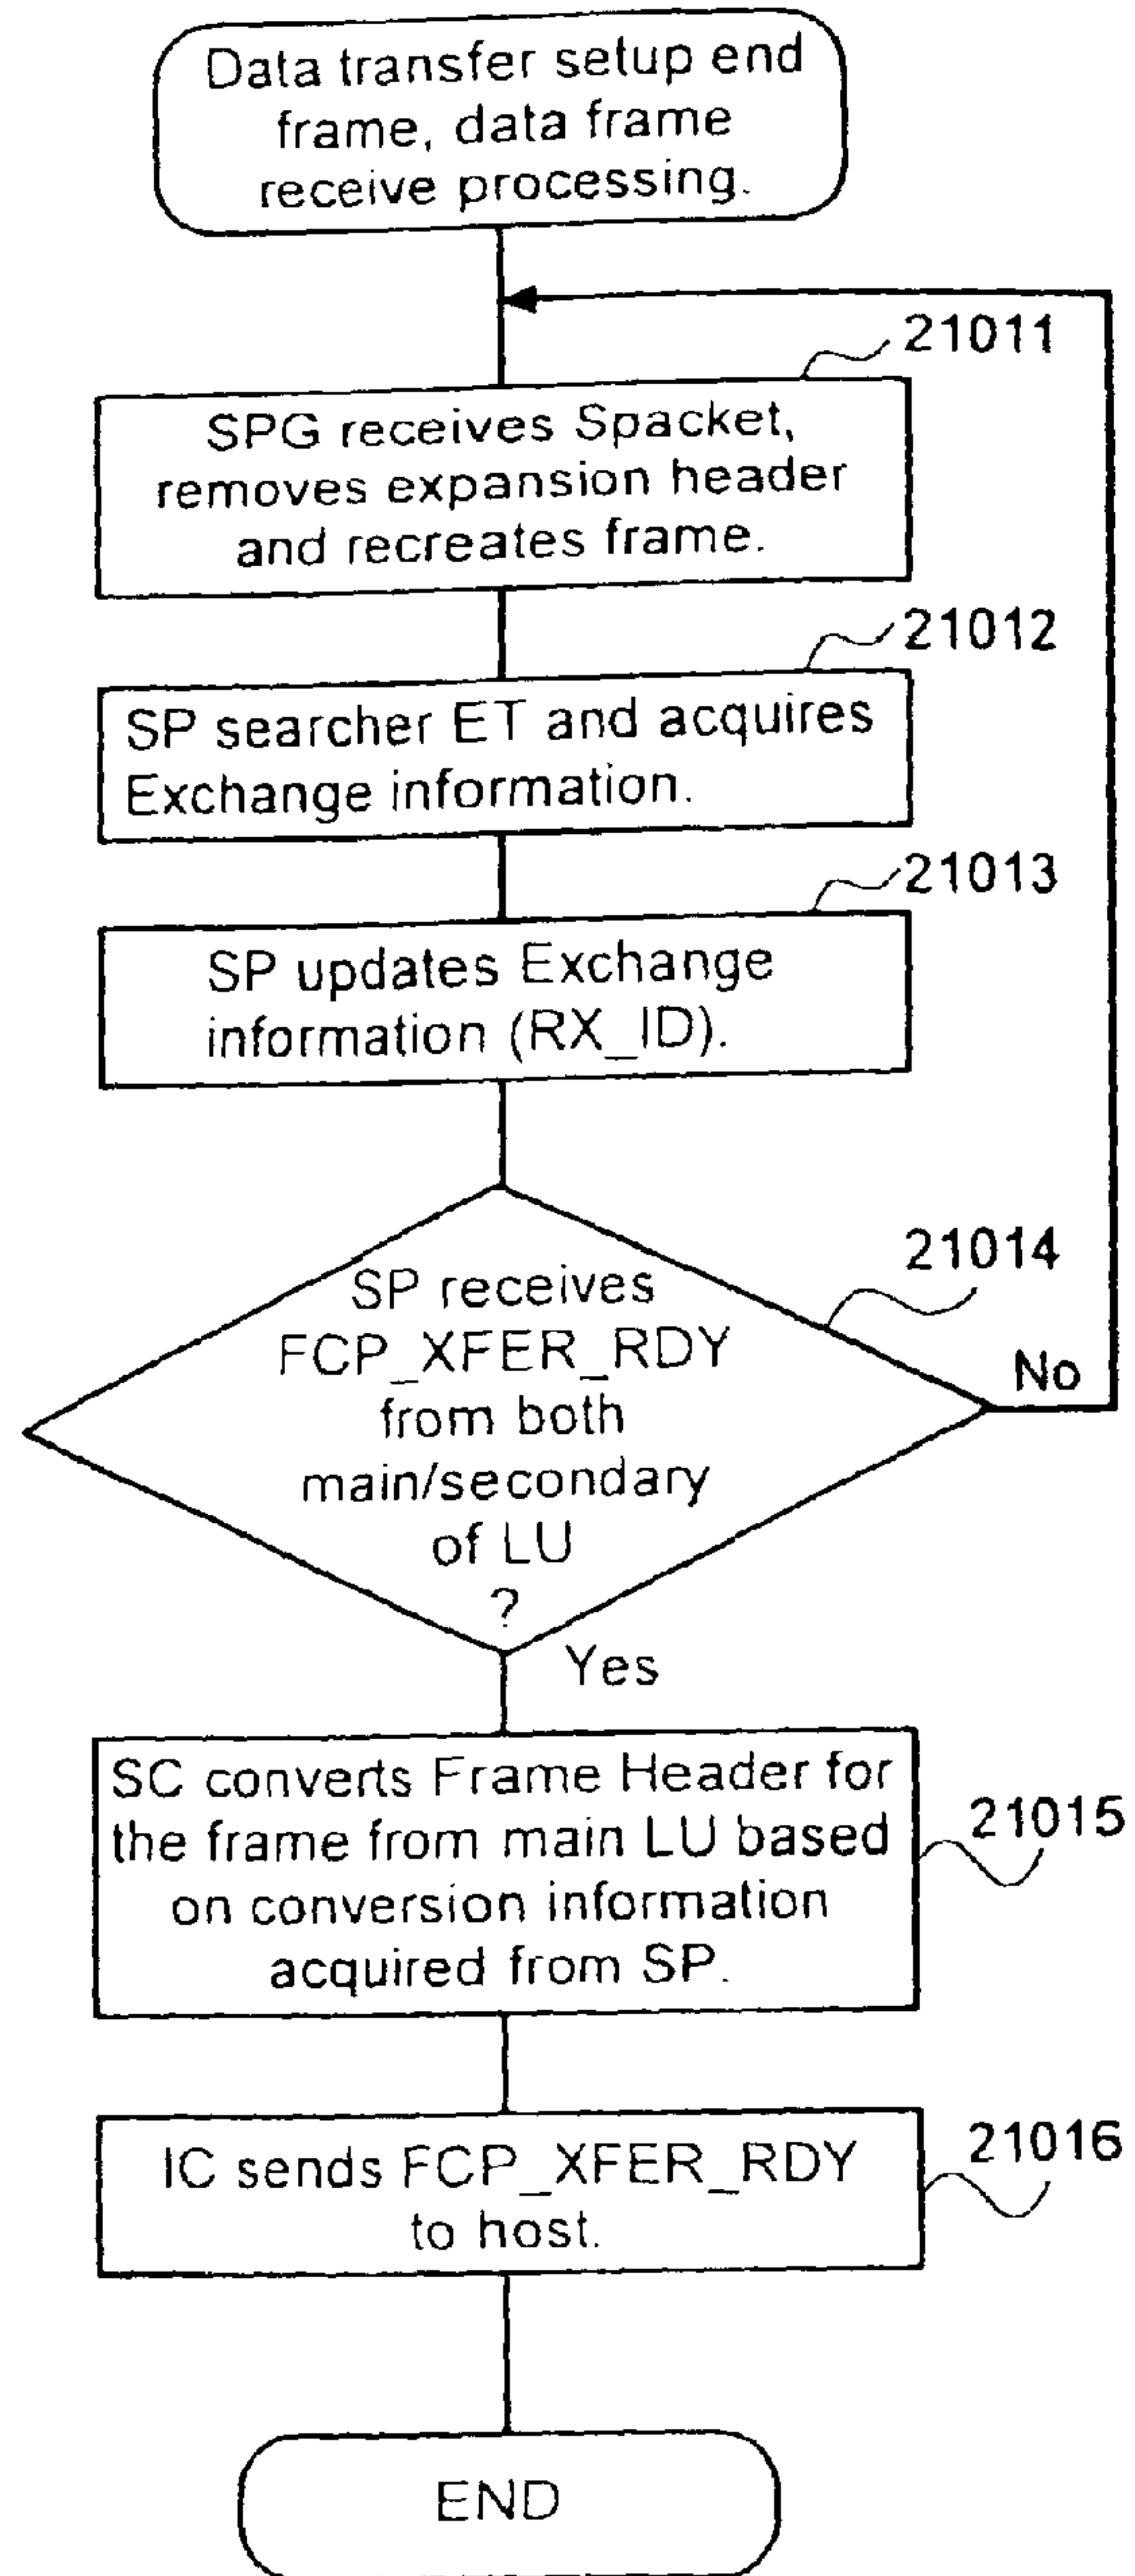 Data transfer setup end
frame, data frame
receive processing.
21011
SPG receives Spacket,
removes expansion header
and recreates frame.
21012
SP searcher ET and acquires
Exchange information.
21013
SP updates Exchange
information (RX_ID).
21014
SP receives
FCP_XFER_RDY
from both
main/secondary
of LU
?
No
Yes
SC converts Frame Header for
the frame from main LU based
on conversion information
acquired from SP.
21015
IC sends FCP_XFER_RDY
to host.
21016
END